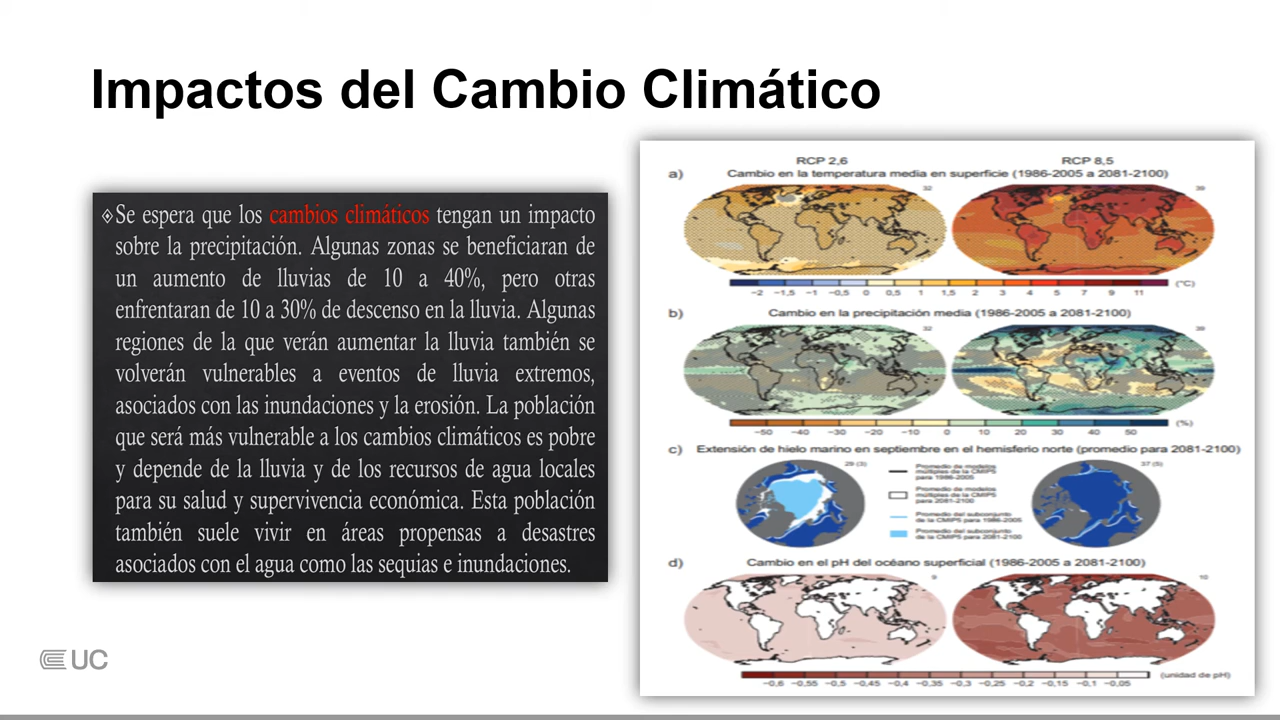 Impactos del Cambio Climático
Se espera que los cambios climáticos tengan un impacto
sobre la precipitación. Algunas zonas se beneficiaran de
un aumento de lluvias de 10 a 40%, pero otras
enfrentaran de 10 a 30% de descenso en la lluvia. Algunas
regiones de la que verán aumentar la lluvia también se
volverán vulnerables a eventos de lluvia extremos,
asociados con las inundaciones y la erosión. La población
que será más vulnerable a los cambios climáticos es pobre
y depende de la lluvia y de los recursos de agua locales
para su salud y supervivencia económica. Esta población
también suele vivir en áreas propensas a desastres
asociados con el agua como las sequias e inundaciones.
UC
RCP 2,6 RCP 8,5
a) Cambio en la temperatura media en superficie (1986-2005 a 2081-2100)
32 39
−2 −1,5 −1 −0,5 0 0,5 1 1,5 2 3 4 5 7 9 11 (°C)
b) Cambio en la precipitación media (1986-2005 a 2081-2100)
32 39
−50 −40 −30 −20 −10 0 10 20 30 40 50 (%)
c) Extensión de hielo marino en septiembre en el hemisferio norte (promedio para 2081-2100)
29 (3) 37 (5)
Promedio de modelos
múltiples de la CMIP5
para 1986-2005
Promedio de modelos
múltiples de la CMIP5
para 2081-2100
Promedio del subconjunto
de la CMIP5 para 1986-2005
Promedio del subconjunto
de la CMIP5 para 2081-2100
d) Cambio en el pH del océano superficial (1986-2005 a 2081-2100)
9 10
−0,6 −0,55 −0,5 −0,45 −0,4 −0,35 −0,3 −0,25 −0,2 −0,15 −0,1 −0,05 (unidad de pH)